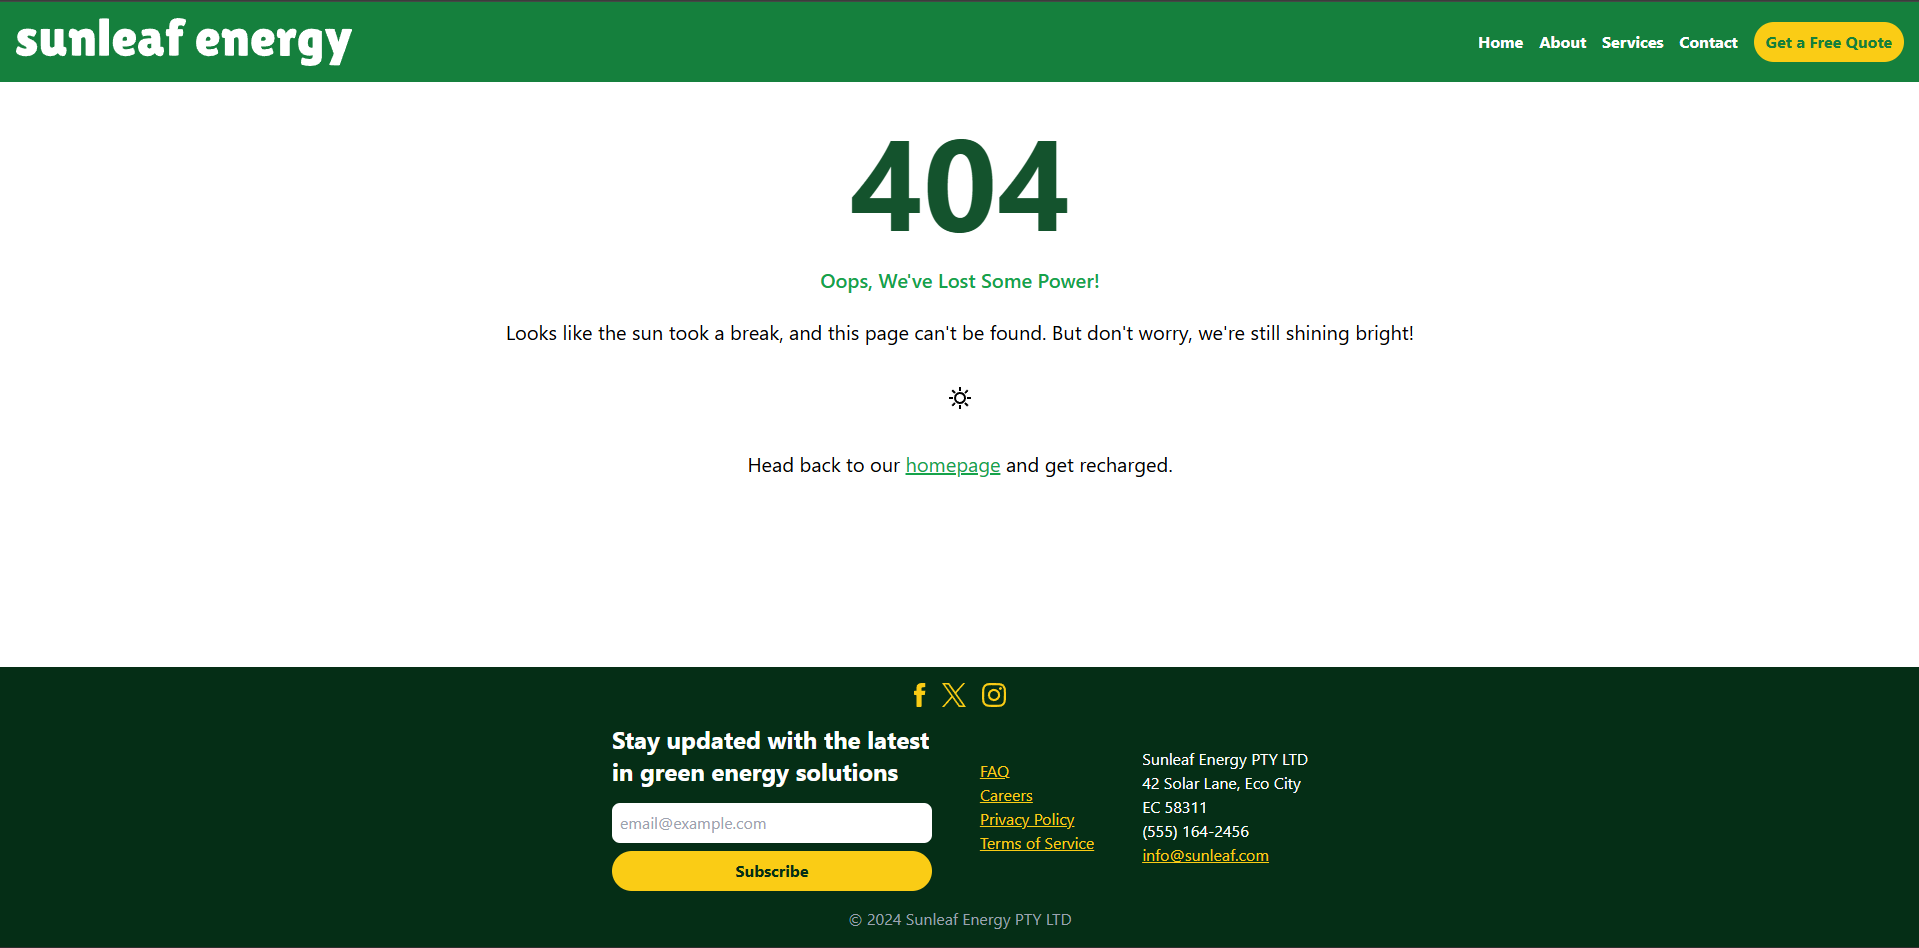 sunleaf energy
Home About Services Contact Get a Free Quote
404
Oops, We've Lost Some Power!
Looks like the sun took a break, and this page can't be found. But don't worry, we're still shining bright!
Head back to our homepage and get recharged.
Stay updated with the latest
in green energy solutions
email@example.com
Subscribe
FAQ
Careers
Privacy Policy
Terms of Service
Sunleaf Energy PTY LTD
42 Solar Lane, Eco City
EC 58311
(555) 164-2456
info@sunleaf.com
© 2024 Sunleaf Energy PTY LTD